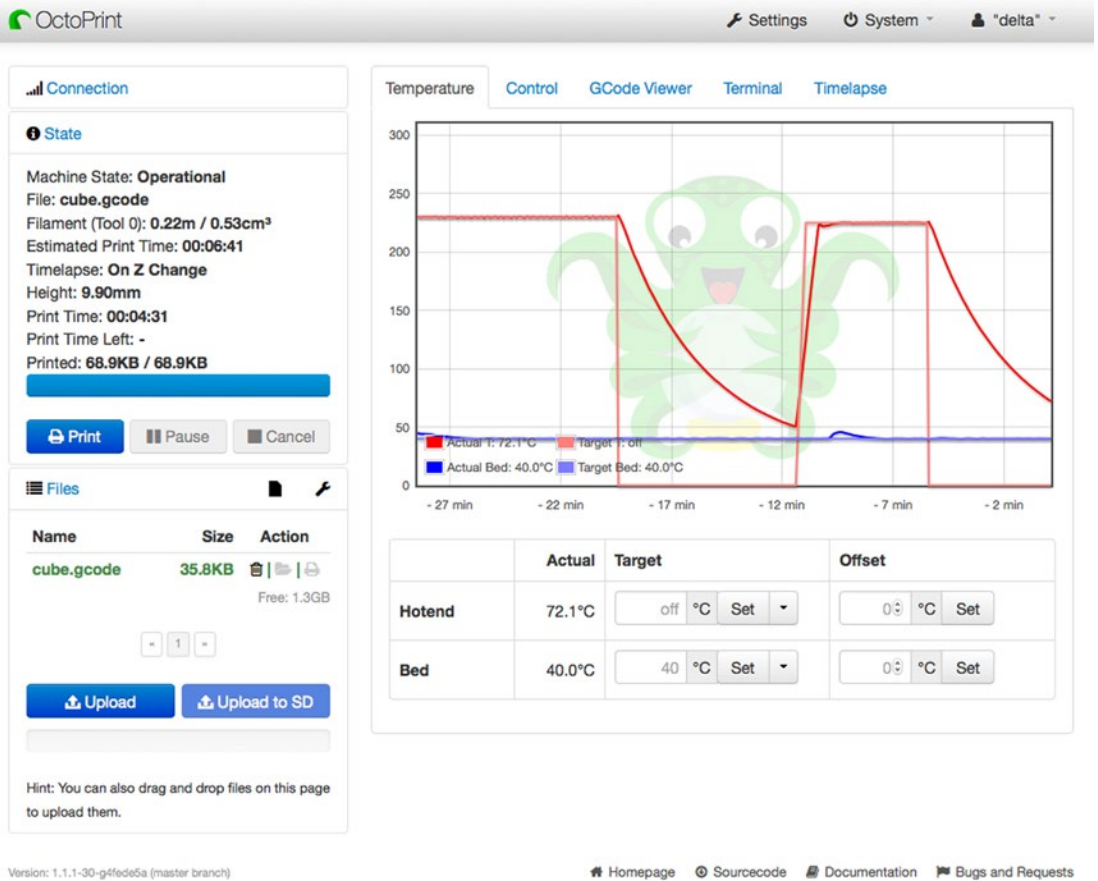 OctoPrint
Settings System "delta"
Connection
State
Machine State: Operational
File: cube.gcode
Filament (Tool 0): 0.22m / 0.53cm³
Estimated Print Time: 00:06:41
Timelapse: On Z Change
Height: 9.90mm
Print Time: 00:04:31
Print Time Left: -
Printed: 68.9KB / 68.9KB
Print Pause Cancel
Files
Name Size Action
cube.gcode 35.8KB | |
Free: 1.3GB
« 1 »
Upload Upload to SD
Hint: You can also drag and drop files on this page
to upload them.
Temperature Control GCode Viewer Terminal Timelapse
300
250
200
150
100
50
0
Actual T: 72.1°C Target T: off
Actual Bed: 40.0°C Target Bed: 40.0°C
- 27 min - 22 min - 17 min - 12 min - 7 min - 2 min
Actual Target Offset
Hotend 72.1°C off °C Set 0 °C Set
Bed 40.0°C 40 °C Set 0 °C Set
Version: 1.1.1-30-g4fede5a (master branch)
Homepage Sourcecode Documentation Bugs and Requests